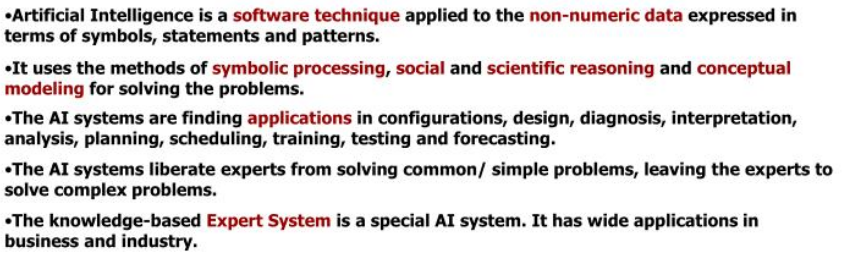 •Artificial Intelligence is a software technique applied to the non-numeric data expressed in
terms of symbols, statements and patterns.
•It uses the methods of symbolic processing, social and scientific reasoning and conceptual
modeling for solving the problems.
•The AI systems are finding applications in configurations, design, diagnosis, interpretation,
analysis, planning, scheduling, training, testing and forecasting.
•The AI systems liberate experts from solving common/ simple problems, leaving the experts to
solve complex problems.
•The knowledge-based Expert System is a special AI system. It has wide applications in
business and industry.